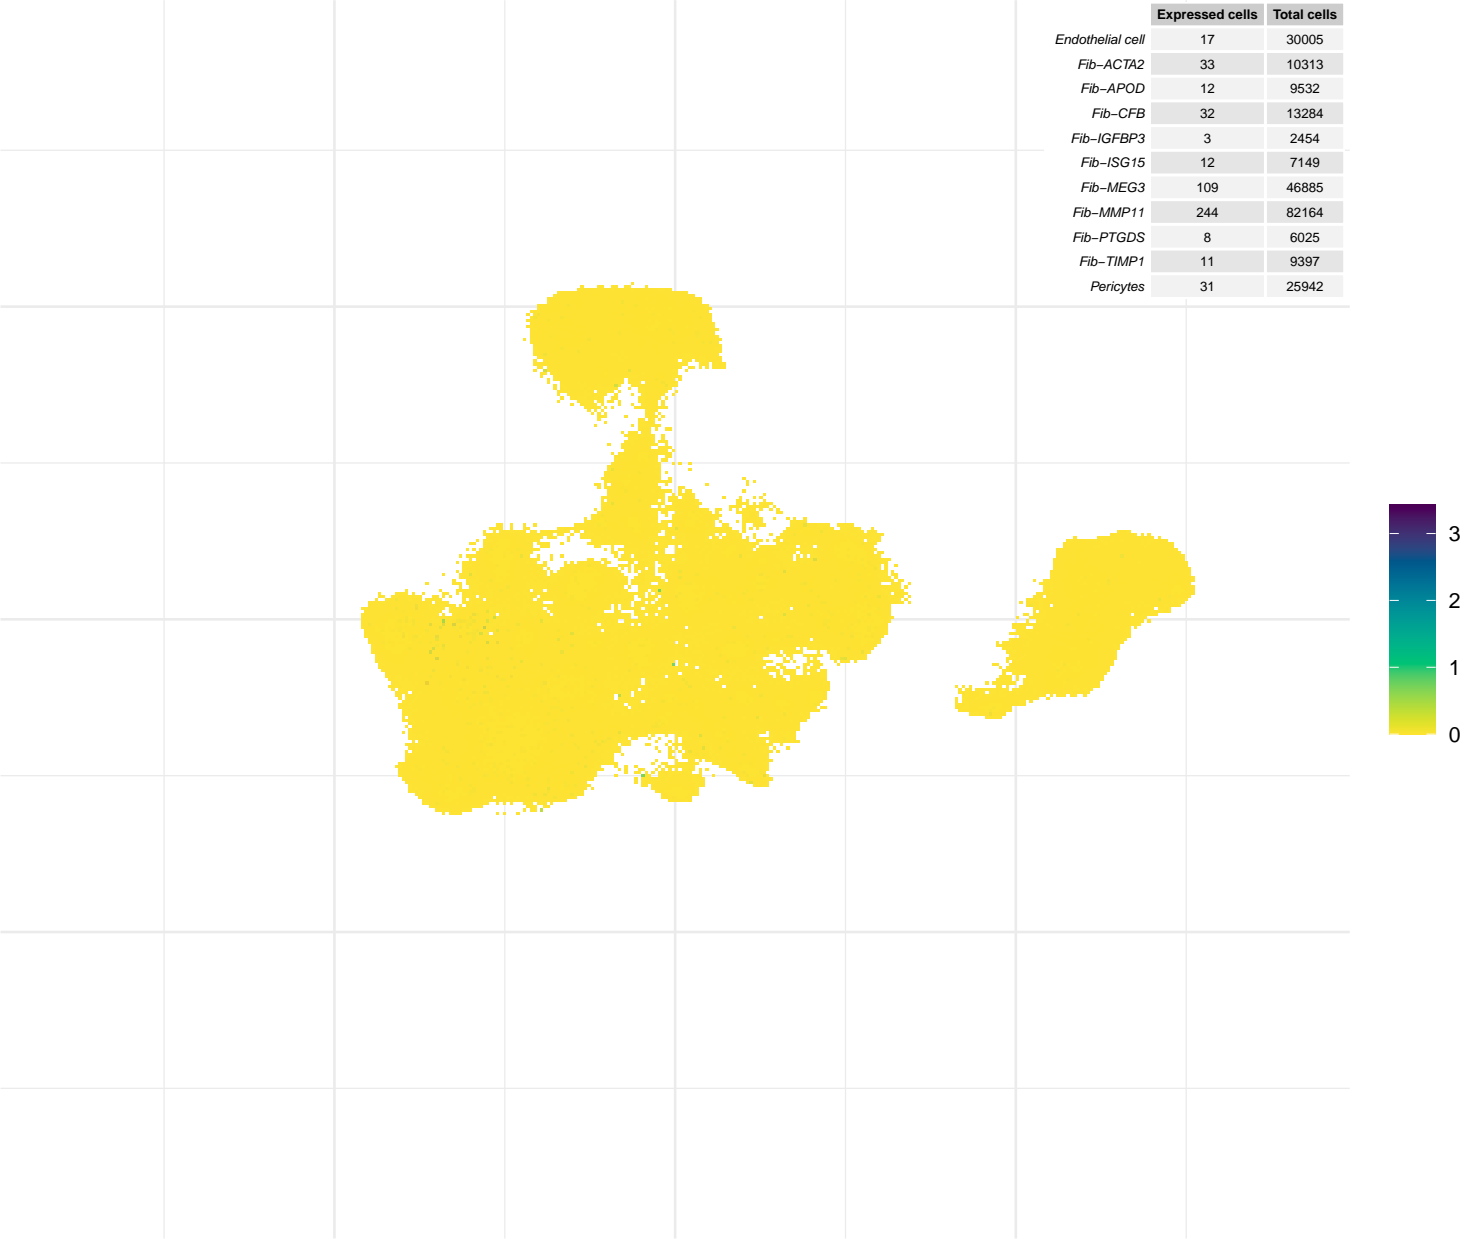 Expressed cells Total cells
Endothelial cell 17 30005
Fib−ACTA2 33 10313
Fib−APOD 12 9532
Fib−CFB 32 13284
Fib−IGFBP3 3 2454
Fib−ISG15 12 7149
Fib−MEG3 109 46885
Fib−MMP11 244 82164
Fib−PTGDS 8 6025
Fib−TIMP1 11 9397
Pericytes 31 25942
3
2
1
0